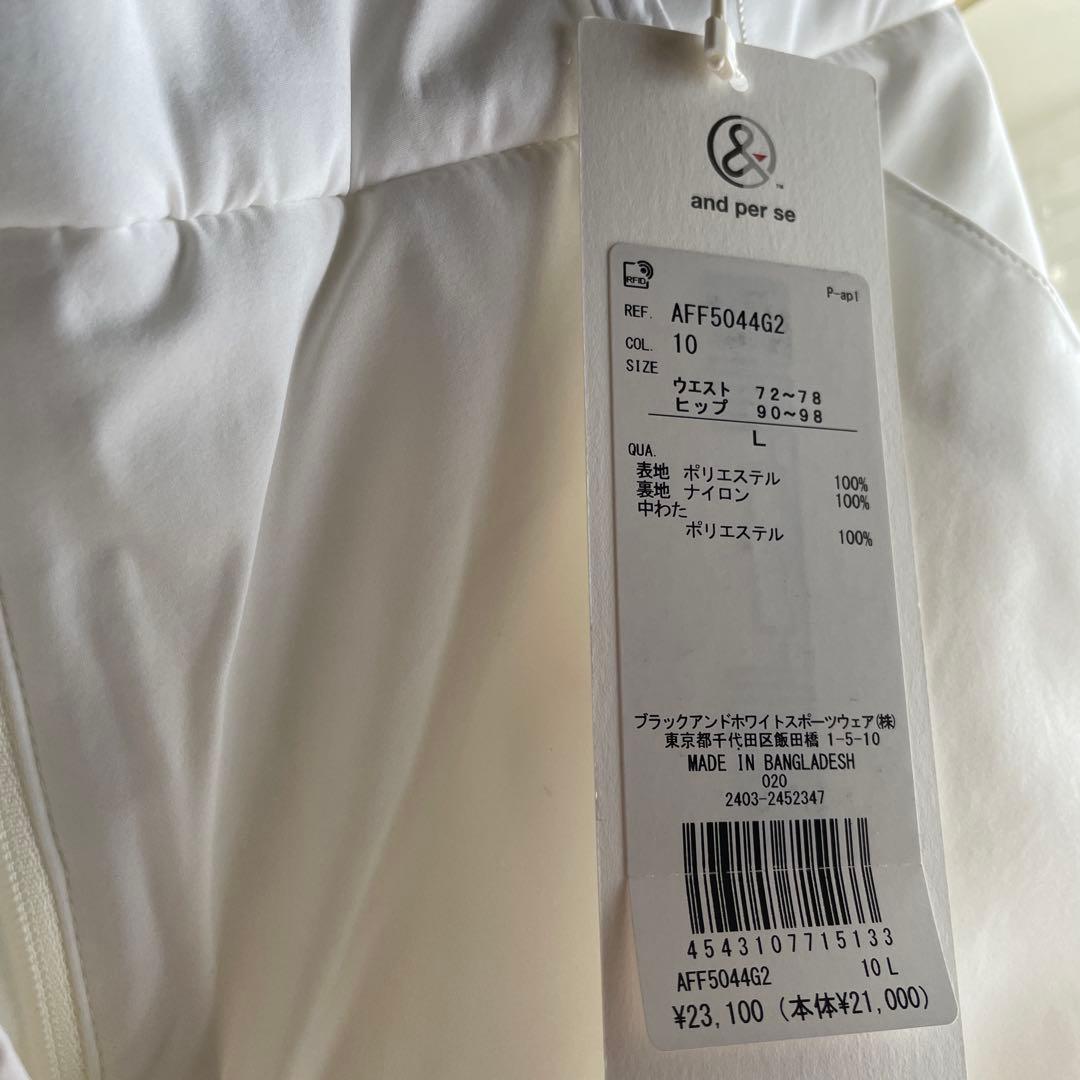 &
™
and per se
RFID
P-apl
REF. AFF5044G2
COL. 10
SIZE
ウエスト 72~78
ヒップ 90~98
L
QUA.
表地 ポリエステル 100%
裏地 ナイロン 100%
中わた
ポリエステル 100%
ブラックアンドホワイトスポーツウェア(株)
東京都千代田区飯田橋 1-5-10
MADE IN BANGLADESH
020
2403-2452347
4543107715133
AFF5044G2 10 L
¥23,100 (本体¥21,000)